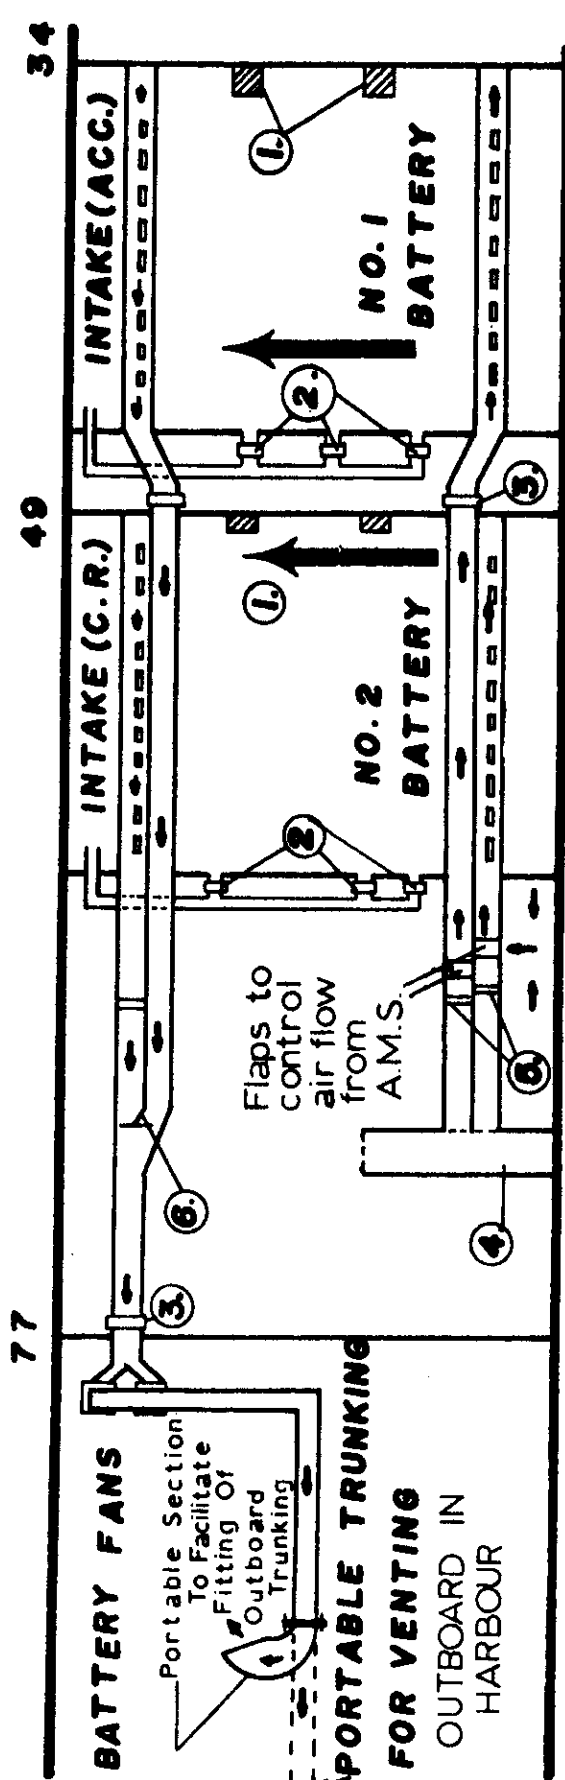 34
49
77
INTAKE (ACC.)
1.
NO. 1
BATTERY
2.
3.
INTAKE (C.R.)
1.
NO. 2
BATTERY
2
Flaps to
control
air flow
from
A.M.S.
5.
4.
6.
3.
BATTERY FANS
Portable Section
To Facilitate
Fitting Of
Outboard
Trunking
PORTABLE TRUNKING
FOR VENTING
OUTBOARD IN
HARBOUR